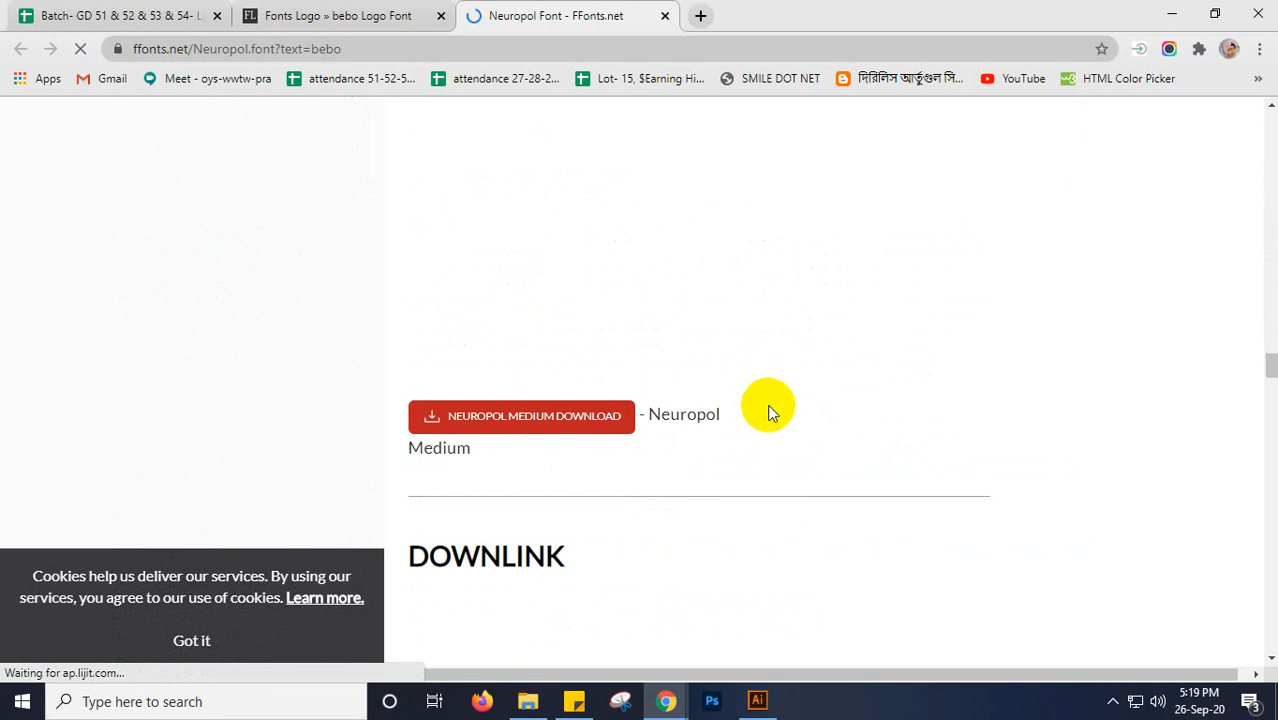 Batch- GD 51 & 52 & 53 & 54- L
Fonts Logo » bebo Logo Font
Neuropol Font - FFonts.net
ffonts.net/Neuropol.font?text=bebo
Apps
Gmail
Meet - oys-wwtw-pra
attendance 51-52-5...
attendance 27-28-2...
Lot- 15, $Earning Hi...
SMILE DOT NET
দিরিলিস আর্তুগুল সি...
YouTube
HTML Color Picker
»
NEUROPOL MEDIUM DOWNLOAD - Neuropol
Medium
DOWNLINK
Cookies help us deliver our services. By using our
services, you agree to our use of cookies. Learn more.
Got it
Waiting for ap.lijit.com...
Type here to search
Ps
Ai
5:19 PM
26-Sep-20
3